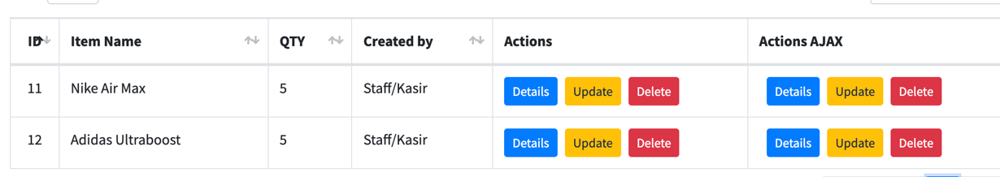 ID Item Name QTY Created by Actions Actions AJAX
11 Nike Air Max 5 Staff/Kasir Details Update Delete Details Update Delete
12 Adidas Ultraboost 5 Staff/Kasir Details Update Delete Details Update Delete